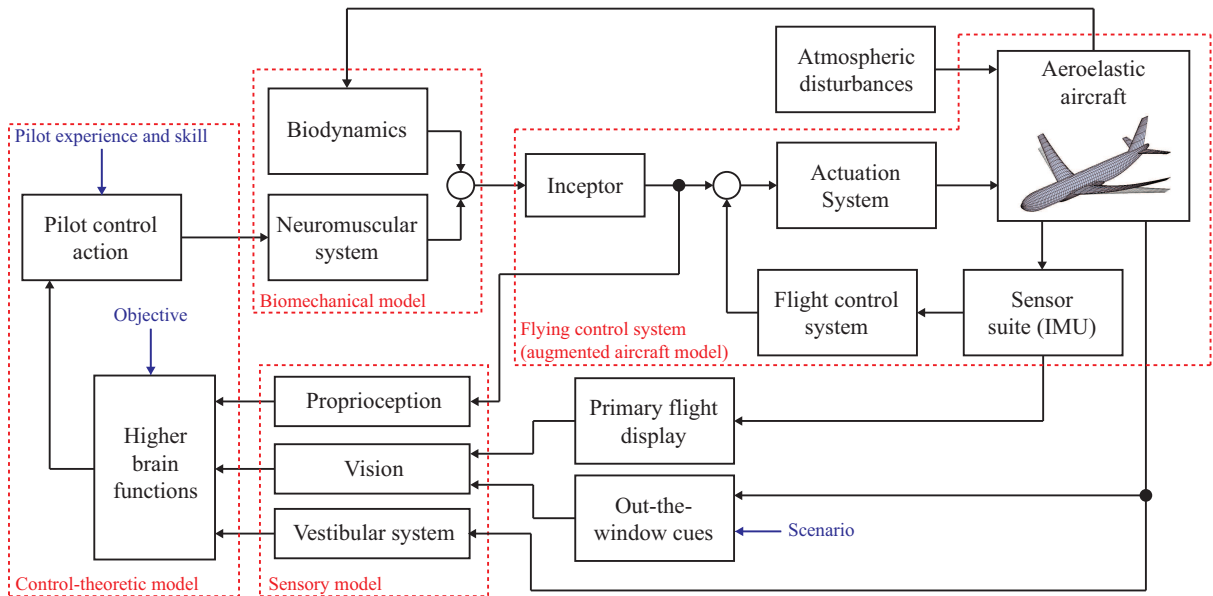 Atmospheric
disturbances
Aeroelastic
aircraft
Biodynamics
Pilot experience and skill
Inceptor
Actuation
System
Pilot control
action
Neuromuscular
system
Biomechanical model
Objective
Flight control
system
Sensor
suite (IMU)
Flying control system
(augmented aircraft model)
Higher
brain
functions
Proprioception
Primary flight
display
Vision
Out-the-
window cues
Scenario
Vestibular system
Control-theoretic model
Sensory model